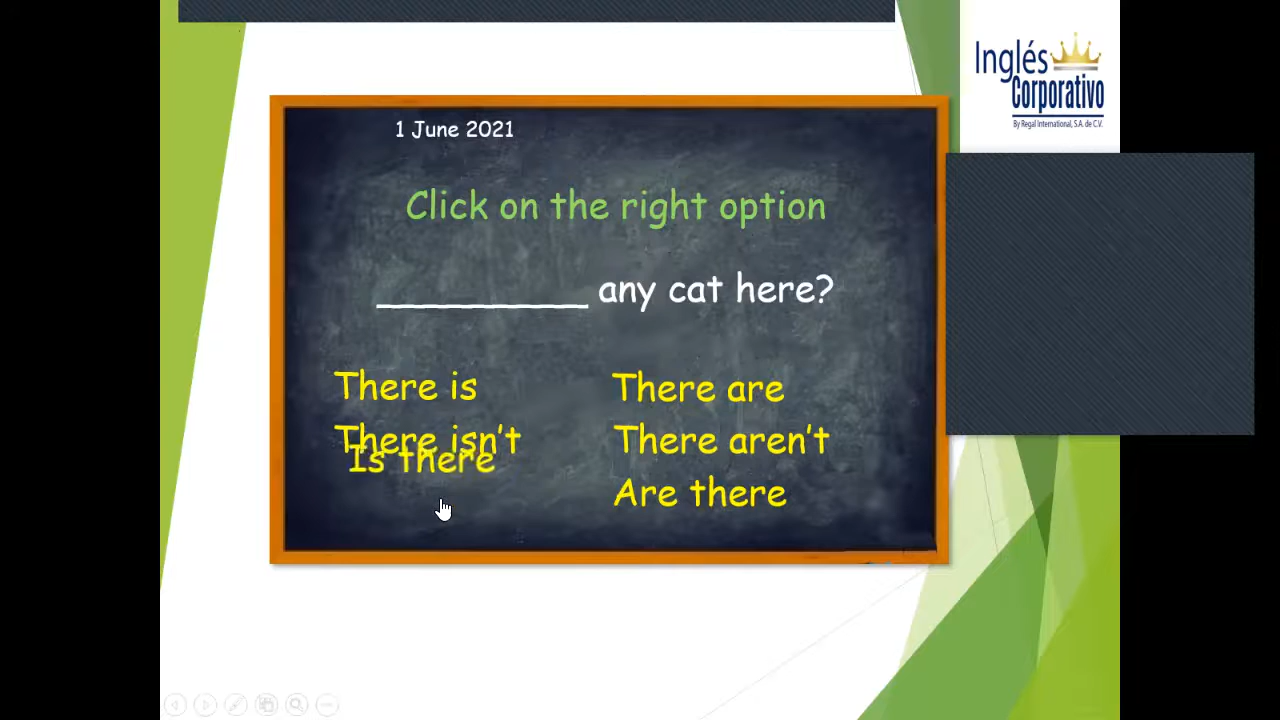 Inglés
Corporativo
By Regal International, S.A. de C.V.
1 June 2021
Click on the right option
__________ any cat here?
There is
There isn't
Is there
There are
There aren't
Are there